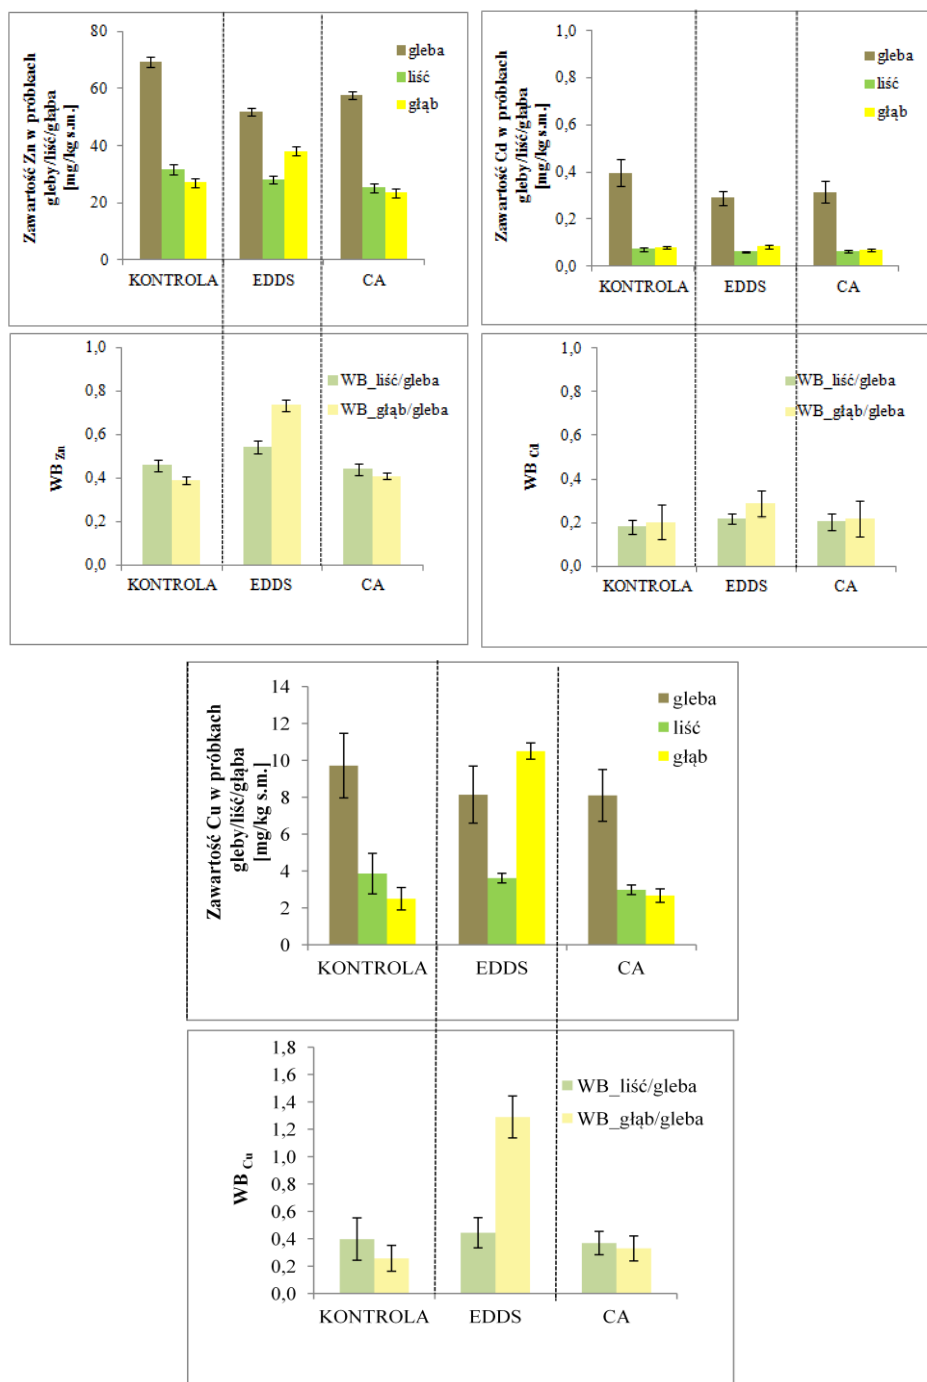 Zawartość Zn w próbkach
gleby/liść/głąba
[mg/kg s.m.]
80
60
40
20
0
gleba
liść
głąb
KONTROLA EDDS CA
Zawartość Cd w próbkach
gleby/liść/głąba
[mg/kg s.m.]
1,0
0,8
0,6
0,4
0,2
0,0
gleba
liść
głąb
KONTROLA EDDS CA
WB Zn
1,0
0,8
0,6
0,4
0,2
0,0
WB_liść/gleba
WB_głąb/gleba
KONTROLA EDDS CA
WB Cd
1,0
0,8
0,6
0,4
0,2
0,0
WB_liść/gleba
WB_głąb/gleba
KONTROLA EDDS CA
Zawartość Cu w próbkach
gleby/liść/głąba
[mg/kg s.m.]
14
12
10
8
6
4
2
0
gleba
liść
głąb
KONTROLA EDDS CA
WB Cu
1,8
1,6
1,4
1,2
1,0
0,8
0,6
0,4
0,2
0,0
WB_liść/gleba
WB_głąb/gleba
KONTROLA EDDS CA